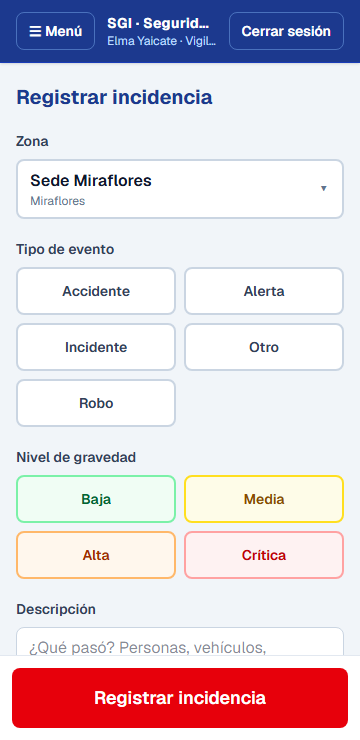 ☰ Menú
SGI · Segurid...
Elma Yaicate · Vigil...
Cerrar sesión
Registrar incidencia
Zona
Sede Miraflores
Miraflores
Tipo de evento
Accidente
Alerta
Incidente
Otro
Robo
Nivel de gravedad
Baja
Media
Alta
Crítica
Descripción
¿Qué pasó? Personas, vehículos,
Registrar incidencia